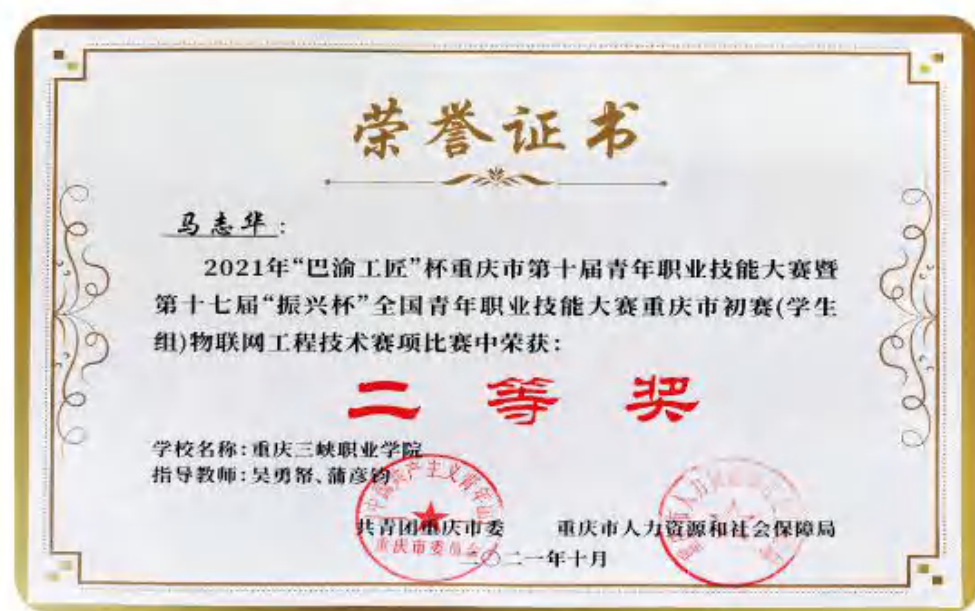 荣誉证书
马志华:
2021年“巴渝工匠”杯重庆市第十届青年职业技能大赛暨
第十七届“振兴杯”全国青年职业技能大赛重庆市初赛(学生
组)物联网工程技术赛项比赛中荣获:
二等奖
学校名称:重庆三峡职业学院
指导教师:吴勇帑、蒲彦钧
共青团重庆市委 重庆市人力资源和社会保障局
二〇二一年十月